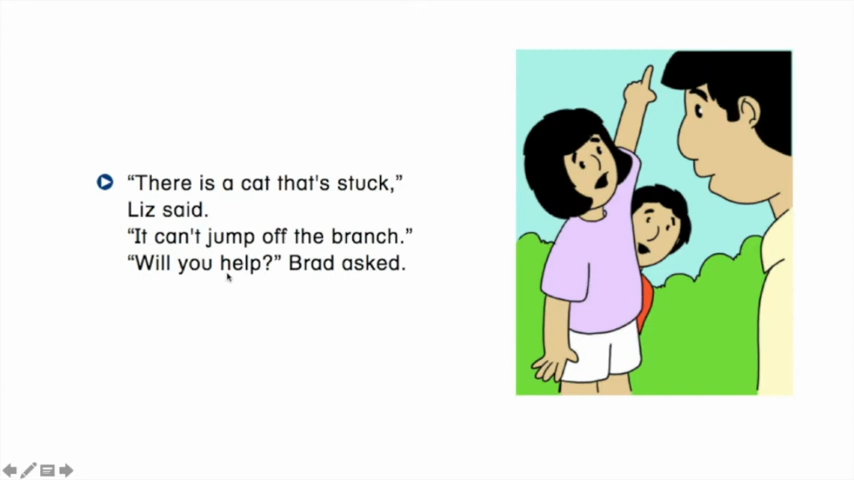 “There is a cat that's stuck,”
Liz said.
“It can't jump off the branch.”
“Will you help?” Brad asked.